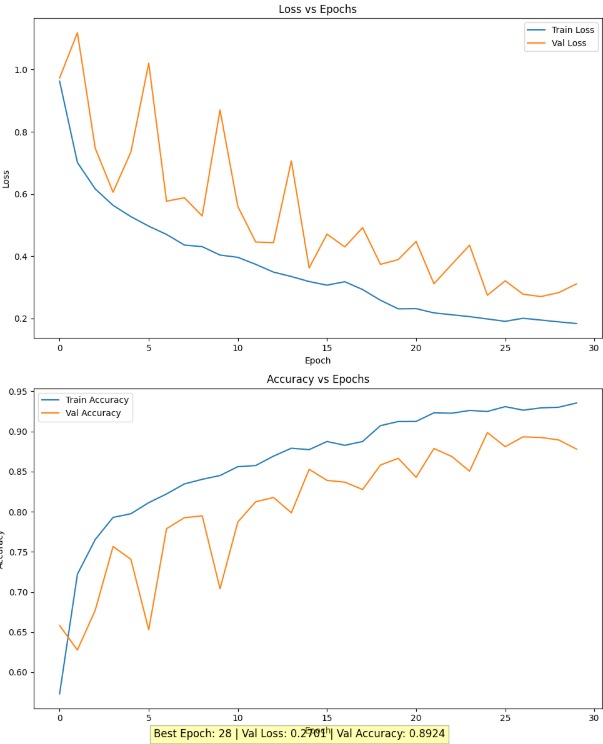 Loss vs Epochs
Train Loss
Val Loss
1.0
0.8
0.6
0.4
0.2
Loss
0 5 10 15 20 25 30
Epoch
Accuracy vs Epochs
Train Accuracy
Val Accuracy
0.95
0.90
0.85
0.80
0.75
0.70
0.65
0.60
Accuracy
0 5 10 15 20 25 30
Epoch
Best Epoch: 28 | Val Loss: 0.2701 | Val Accuracy: 0.8924